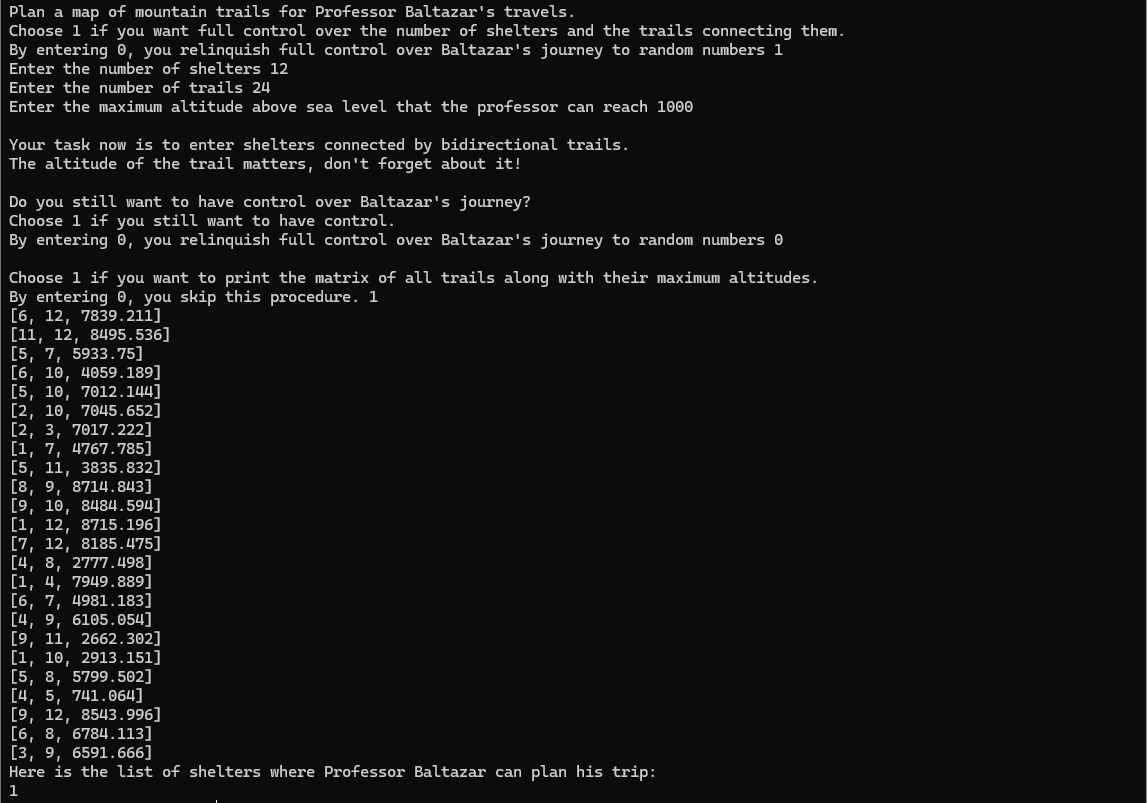 Plan a map of mountain trails for Professor Baltazar's travels.
Choose 1 if you want full control over the number of shelters and the trails connecting them.
By entering 0, you relinquish full control over Baltazar's journey to random numbers 1
Enter the number of shelters 12
Enter the number of trails 24
Enter the maximum altitude above sea level that the professor can reach 1000
Your task now is to enter shelters connected by bidirectional trails.
The altitude of the trail matters, don't forget about it!
Do you still want to have control over Baltazar's journey?
Choose 1 if you still want to have control.
By entering 0, you relinquish full control over Baltazar's journey to random numbers 0
Choose 1 if you want to print the matrix of all trails along with their maximum altitudes.
By entering 0, you skip this procedure. 1
[6, 12, 7839.211]
[11, 12, 8495.536]
[5, 7, 5933.75]
[6, 10, 4059.189]
[5, 10, 7012.144]
[2, 10, 7045.652]
[2, 3, 7017.222]
[1, 7, 4767.785]
[5, 11, 3835.832]
[8, 9, 8714.843]
[9, 10, 8484.594]
[1, 12, 8715.196]
[7, 12, 8185.475]
[4, 8, 2777.498]
[1, 4, 7949.889]
[6, 7, 4981.183]
[4, 9, 6105.054]
[9, 11, 2662.302]
[1, 10, 2913.151]
[5, 8, 5799.502]
[4, 5, 741.064]
[9, 12, 8543.996]
[6, 8, 6784.113]
[3, 9, 6591.666]
Here is the list of shelters where Professor Baltazar can plan his trip:
1